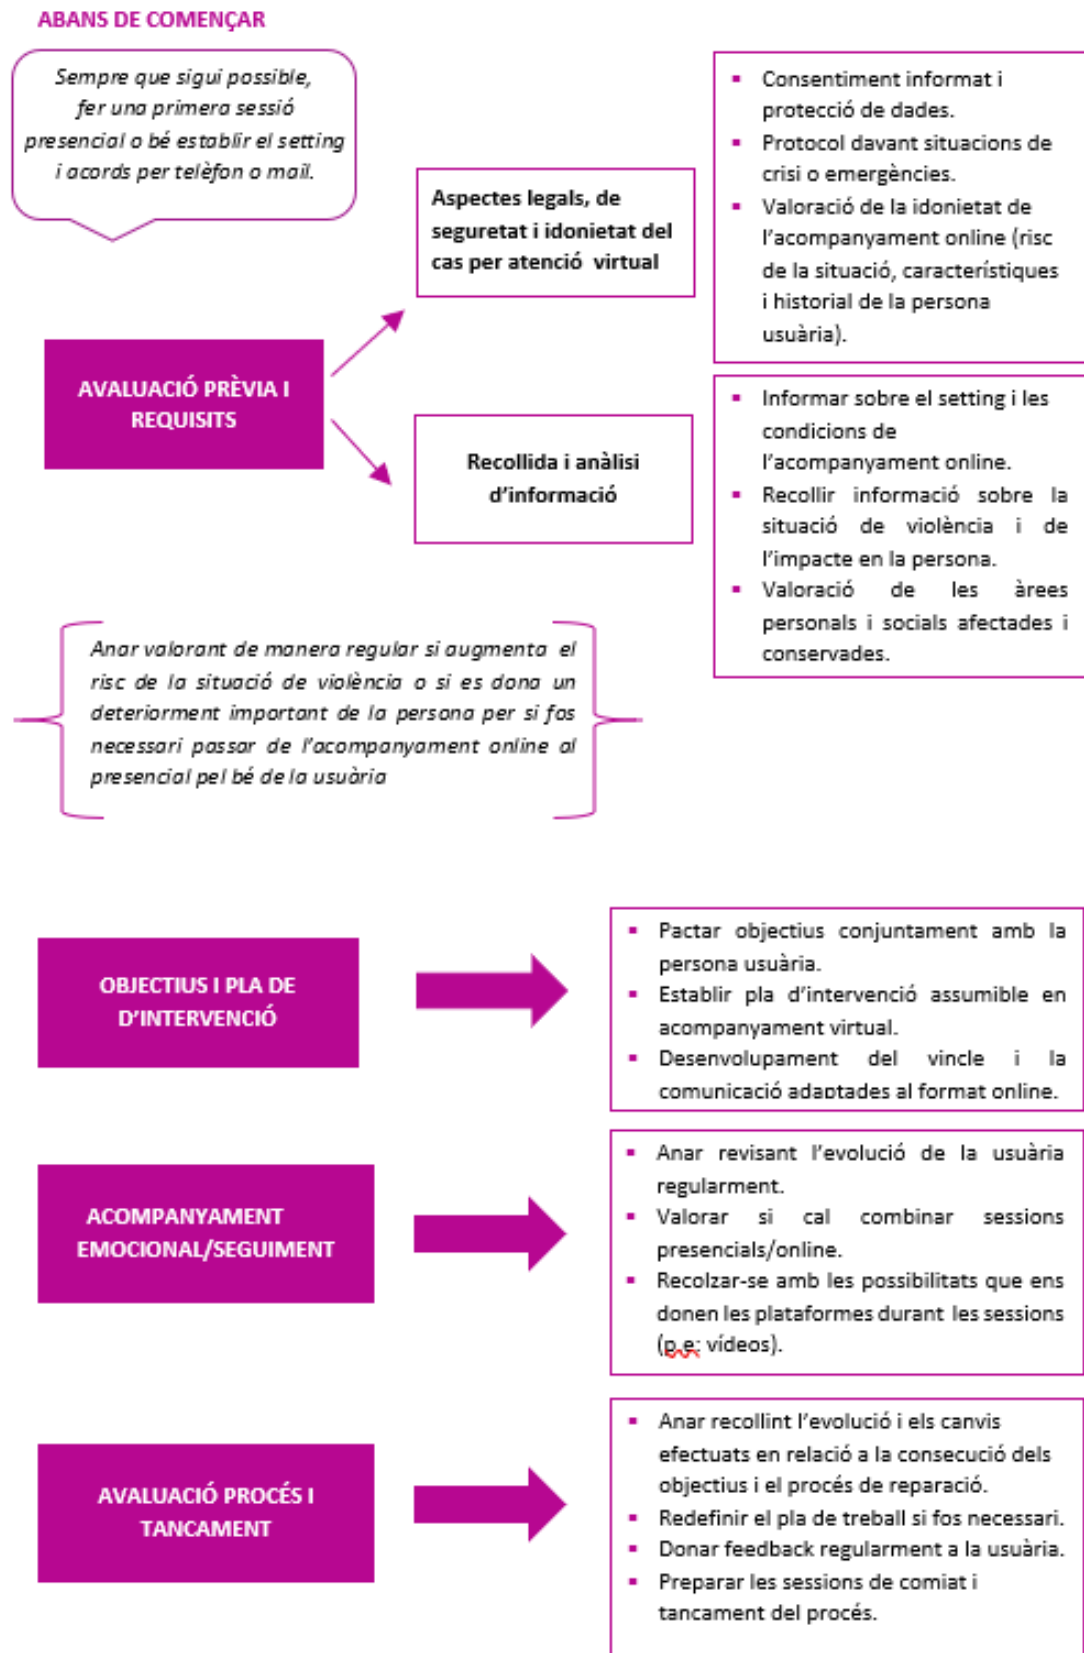 ABANS DE COMENÇAR
Sempre que sigui possible,
fer una primera sessió
presencial o bé establir el setting
i acords per telèfon o mail.
Aspectes legals, de
seguretat i idonietat del
cas per atenció virtual
▪ Consentiment informat i
protecció de dades.
▪ Protocol davant situacions de
crisi o emergències.
▪ Valoració de la idonietat de
l'acompanyament online (risc
de la situació, característiques
i historial de la persona
usuària).
AVALUACIÓ PRÈVIA I
REQUISITS
Recollida i anàlisi
d'informació
▪ Informar sobre el setting i les
condicions de
l'acompanyament online.
▪ Recollir informació sobre la
situació de violència i de
l'impacte en la persona.
▪ Valoració de les àrees
personals i socials afectades i
conservades.
Anar valorant de manera regular si augmenta el
risc de la situació de violència o si es dona un
deteriorment important de la persona per si fos
necessari passar de l'acompanyament online al
presencial pel bé de la usuària
OBJECTIUS I PLA DE
D'INTERVENCIÓ
▪ Pactar objectius conjuntament amb la
persona usuària.
▪ Establir pla d'intervenció assumible en
acompanyament virtual.
▪ Desenvolupament del vincle i la
comunicació adaptades al format online.
ACOMPANYAMENT
EMOCIONAL/SEGUIMENT
▪ Anar revisant l'evolució de la usuària
regularment.
▪ Valorar si cal combinar sessions
presencials/online.
▪ Recolzar-se amb les possibilitats que ens
donen les plataformes durant les sessions
(p.e: vídeos).
AVALUACIÓ PROCÉS I
TANCAMENT
▪ Anar recollint l'evolució i els canvis
efectuats en relació a la consecució dels
objectius i el procés de reparació.
▪ Redefinir el pla de treball si fos necessari.
▪ Donar feedback regularment a la usuària.
▪ Preparar les sessions de comiat i
tancament del procés.